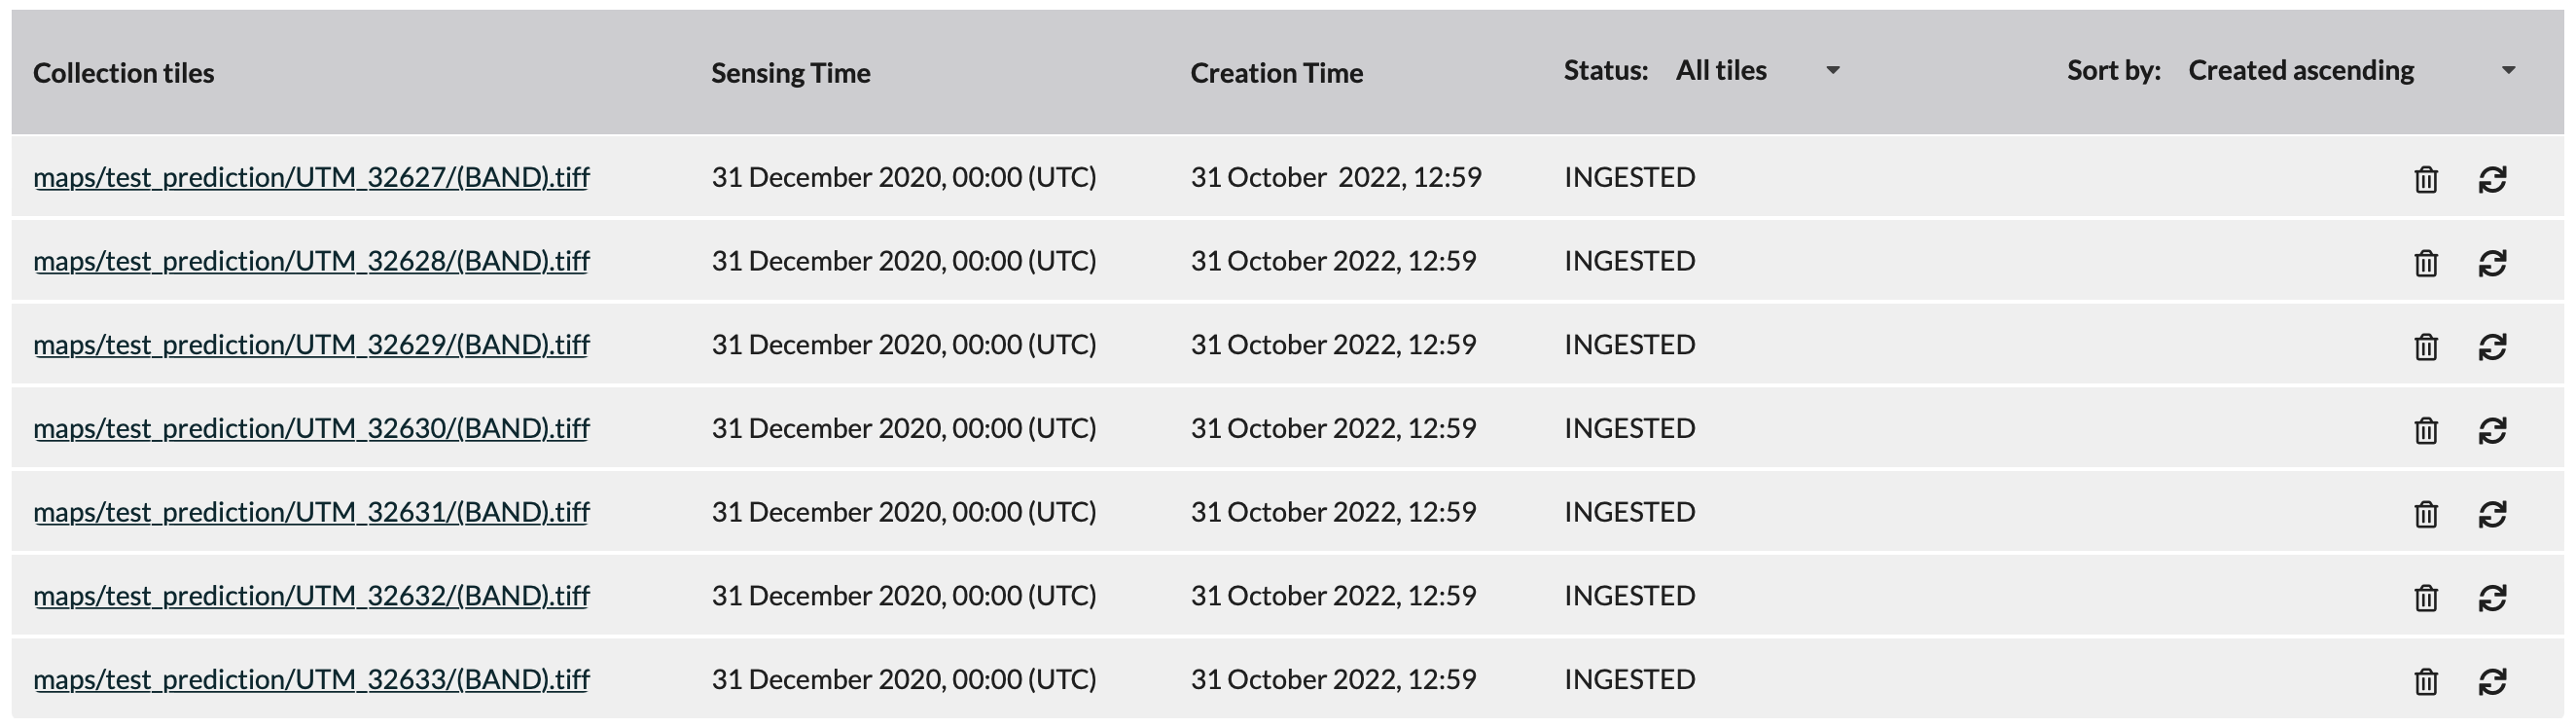 Collection tiles Sensing Time Creation Time Status: All tiles Sort by: Created ascending
maps/test_prediction/UTM_32627/(BAND).tiff 31 December 2020, 00:00 (UTC) 31 October  2022, 12:59 INGESTED
maps/test_prediction/UTM_32628/(BAND).tiff 31 December 2020, 00:00 (UTC) 31 October 2022, 12:59 INGESTED
maps/test_prediction/UTM_32629/(BAND).tiff 31 December 2020, 00:00 (UTC) 31 October 2022, 12:59 INGESTED
maps/test_prediction/UTM_32630/(BAND).tiff 31 December 2020, 00:00 (UTC) 31 October 2022, 12:59 INGESTED
maps/test_prediction/UTM_32631/(BAND).tiff 31 December 2020, 00:00 (UTC) 31 October 2022, 12:59 INGESTED
maps/test_prediction/UTM_32632/(BAND).tiff 31 December 2020, 00:00 (UTC) 31 October 2022, 12:59 INGESTED
maps/test_prediction/UTM_32633/(BAND).tiff 31 December 2020, 00:00 (UTC) 31 October 2022, 12:59 INGESTED